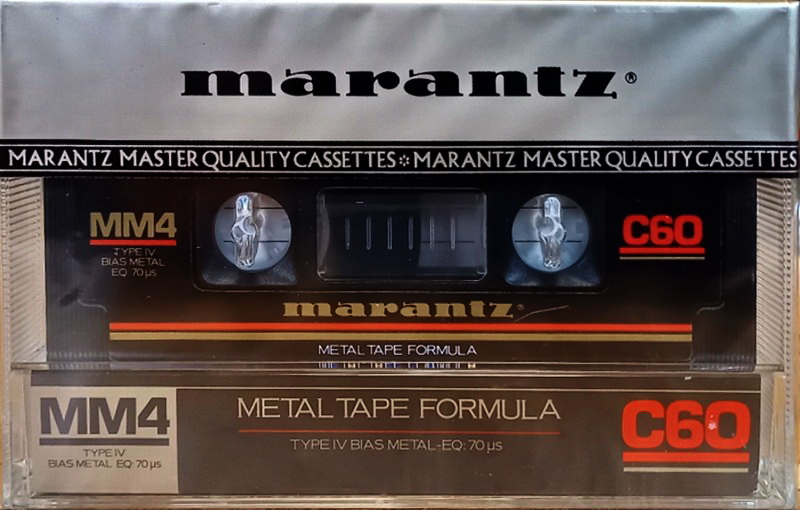 marantz®
MARANTZ MASTER QUALITY CASSETTES ❊ MARANTZ MASTER QUALITY CASSETTES
MM4
TYPE IV
BIAS METAL
EQ 70 µs
C60
marantz®
METAL TAPE FORMULA
MM4
TYPE IV
BIAS METAL EQ: 70 µs
METAL TAPE FORMULA
TYPE IV BIAS METAL-EQ: 70 µs
C60